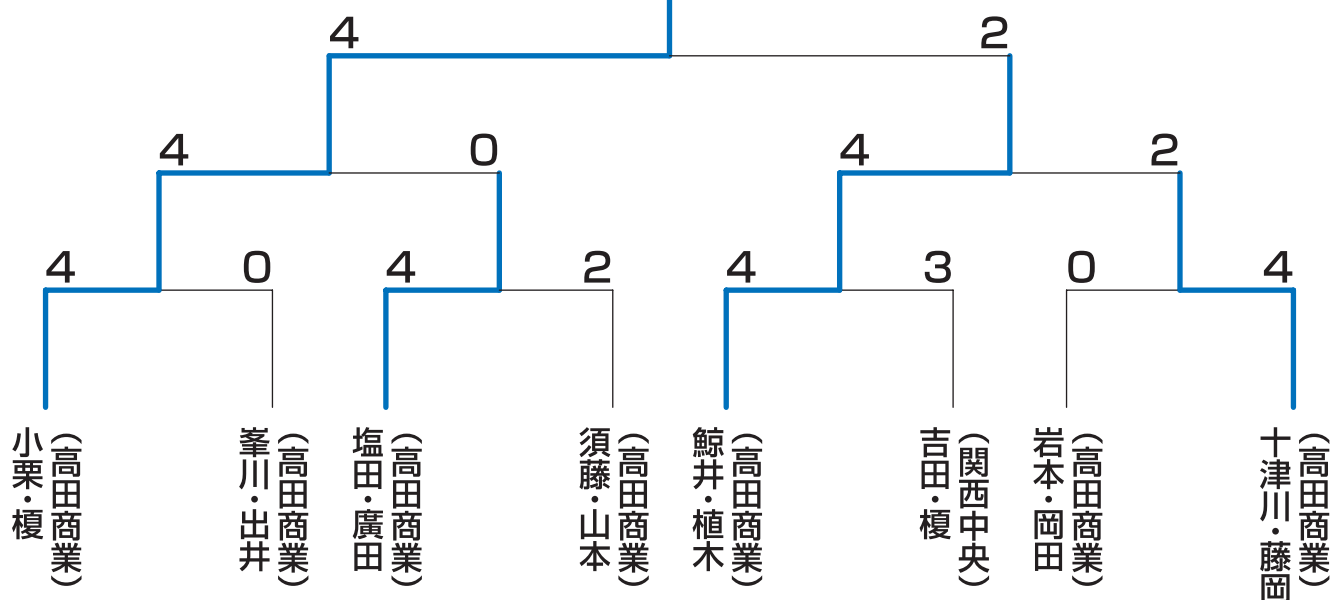 4 2
4 0 4 2
4 0 4 2 4 3 0 4
小栗・榎
（高田商業）
峯川・出井
（高田商業）
塩田・廣田
（高田商業）
須藤・山本
（高田商業）
鯨井・植木
（高田商業）
吉田・榎
（関西中央）
岩本・岡田
（高田商業）
十津川・藤岡
（高田商業）